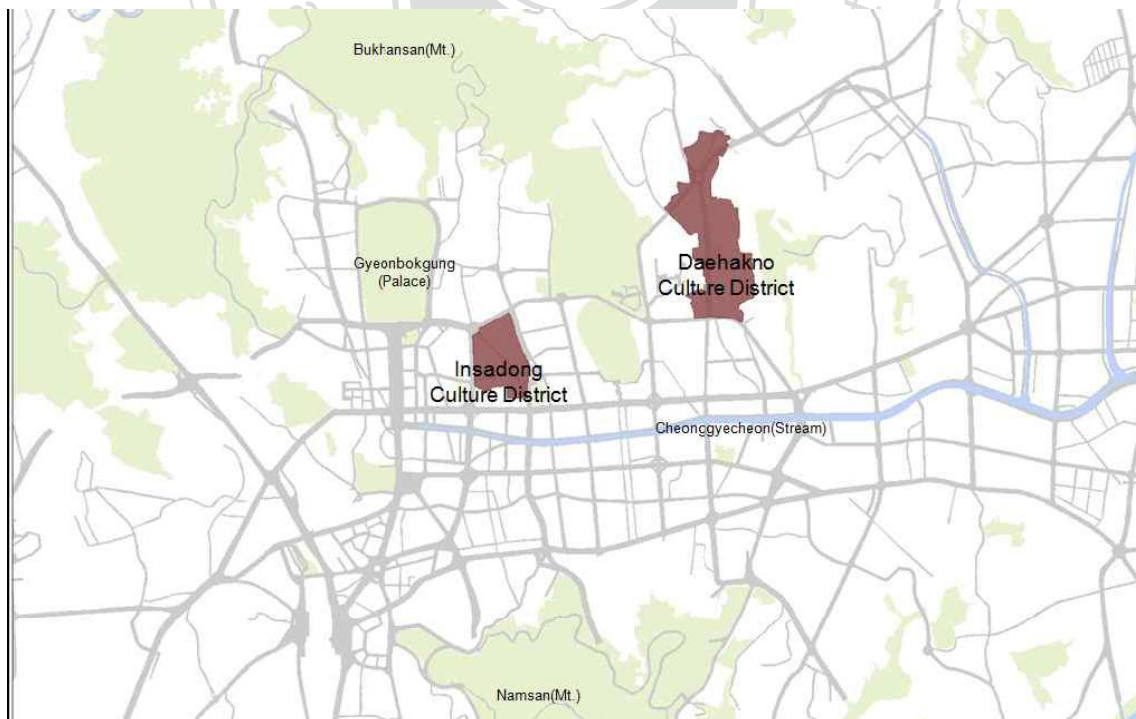 Bukhansan(Mt.)
Gyeonbokgung
(Palace)
Daehakno
Culture District
Insadong
Culture District
Cheonggyecheon(Stream)
Namsan(Mt.)